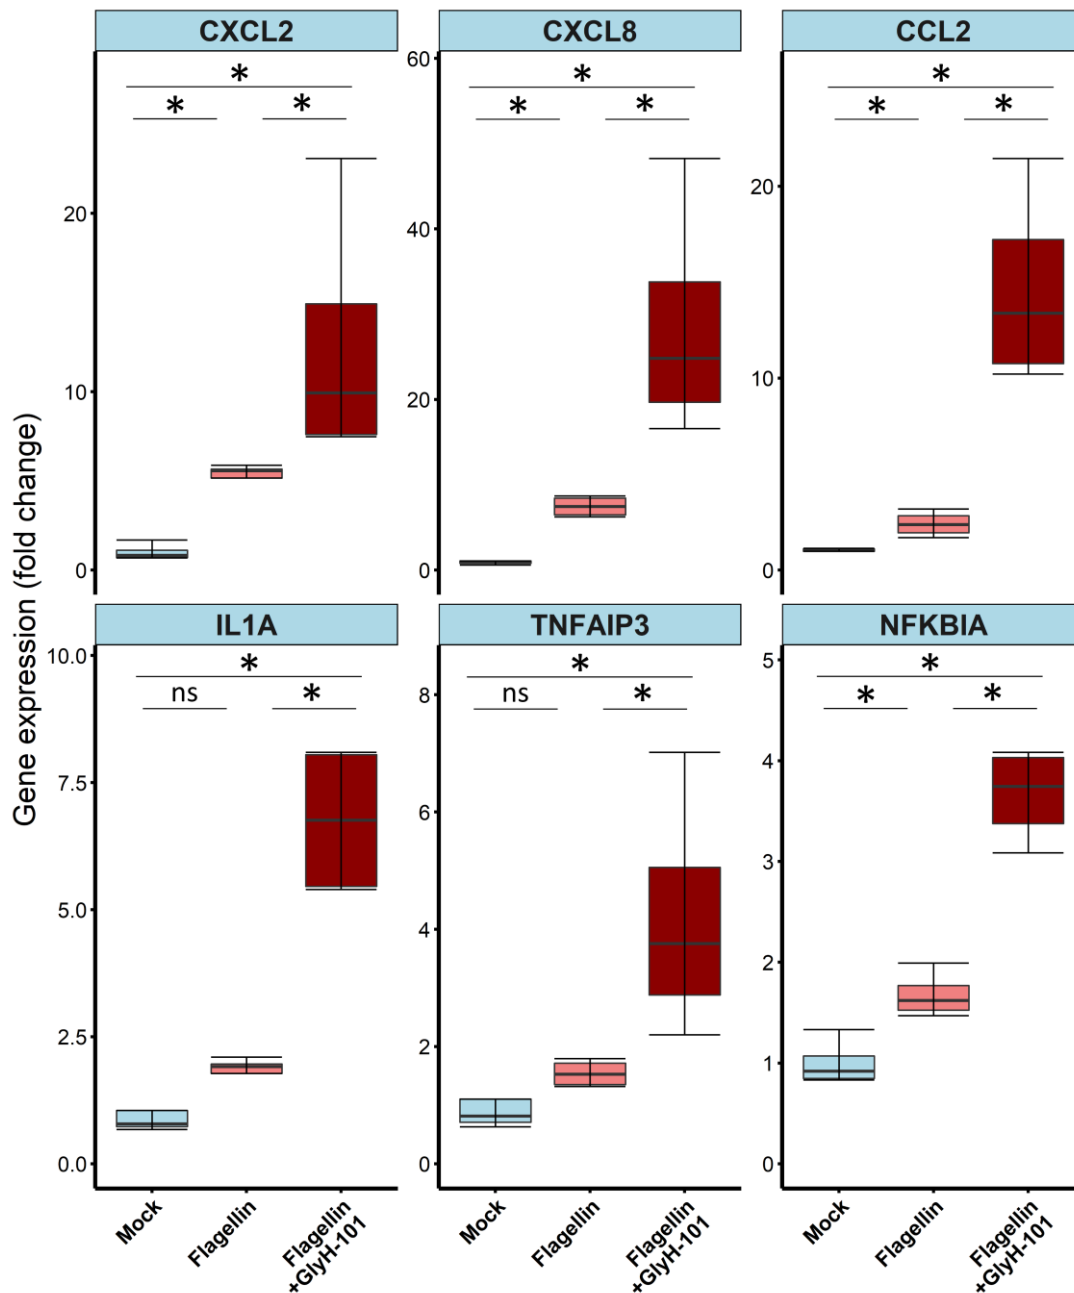 CXCL2
CXCL8
CCL2
* * *
* * *
* * *
20
10
0
60
40
20
0
20
10
0
Gene expression (fold change)
IL1A
TNFAIP3
NFKBIA
*
ns *
*
ns *
*
* *
10.0
7.5
5.0
2.5
0.0
8
6
4
2
0
5
4
3
2
1
0
Mock
Flagellin
Flagellin
+GlyH-101
Mock
Flagellin
Flagellin
+GlyH-101
Mock
Flagellin
Flagellin
+GlyH-101